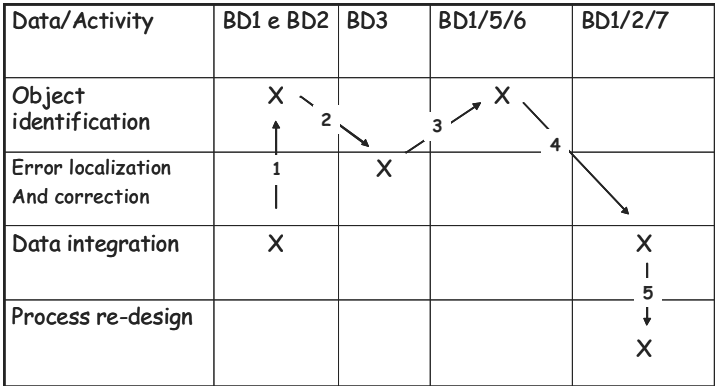 Data/Activity BD1 e BD2 BD3 BD1/5/6 BD1/2/7
Object X X
identification
2
3
4
Error localization X
1
And correction
Data integration X X
5
Process re-design
X